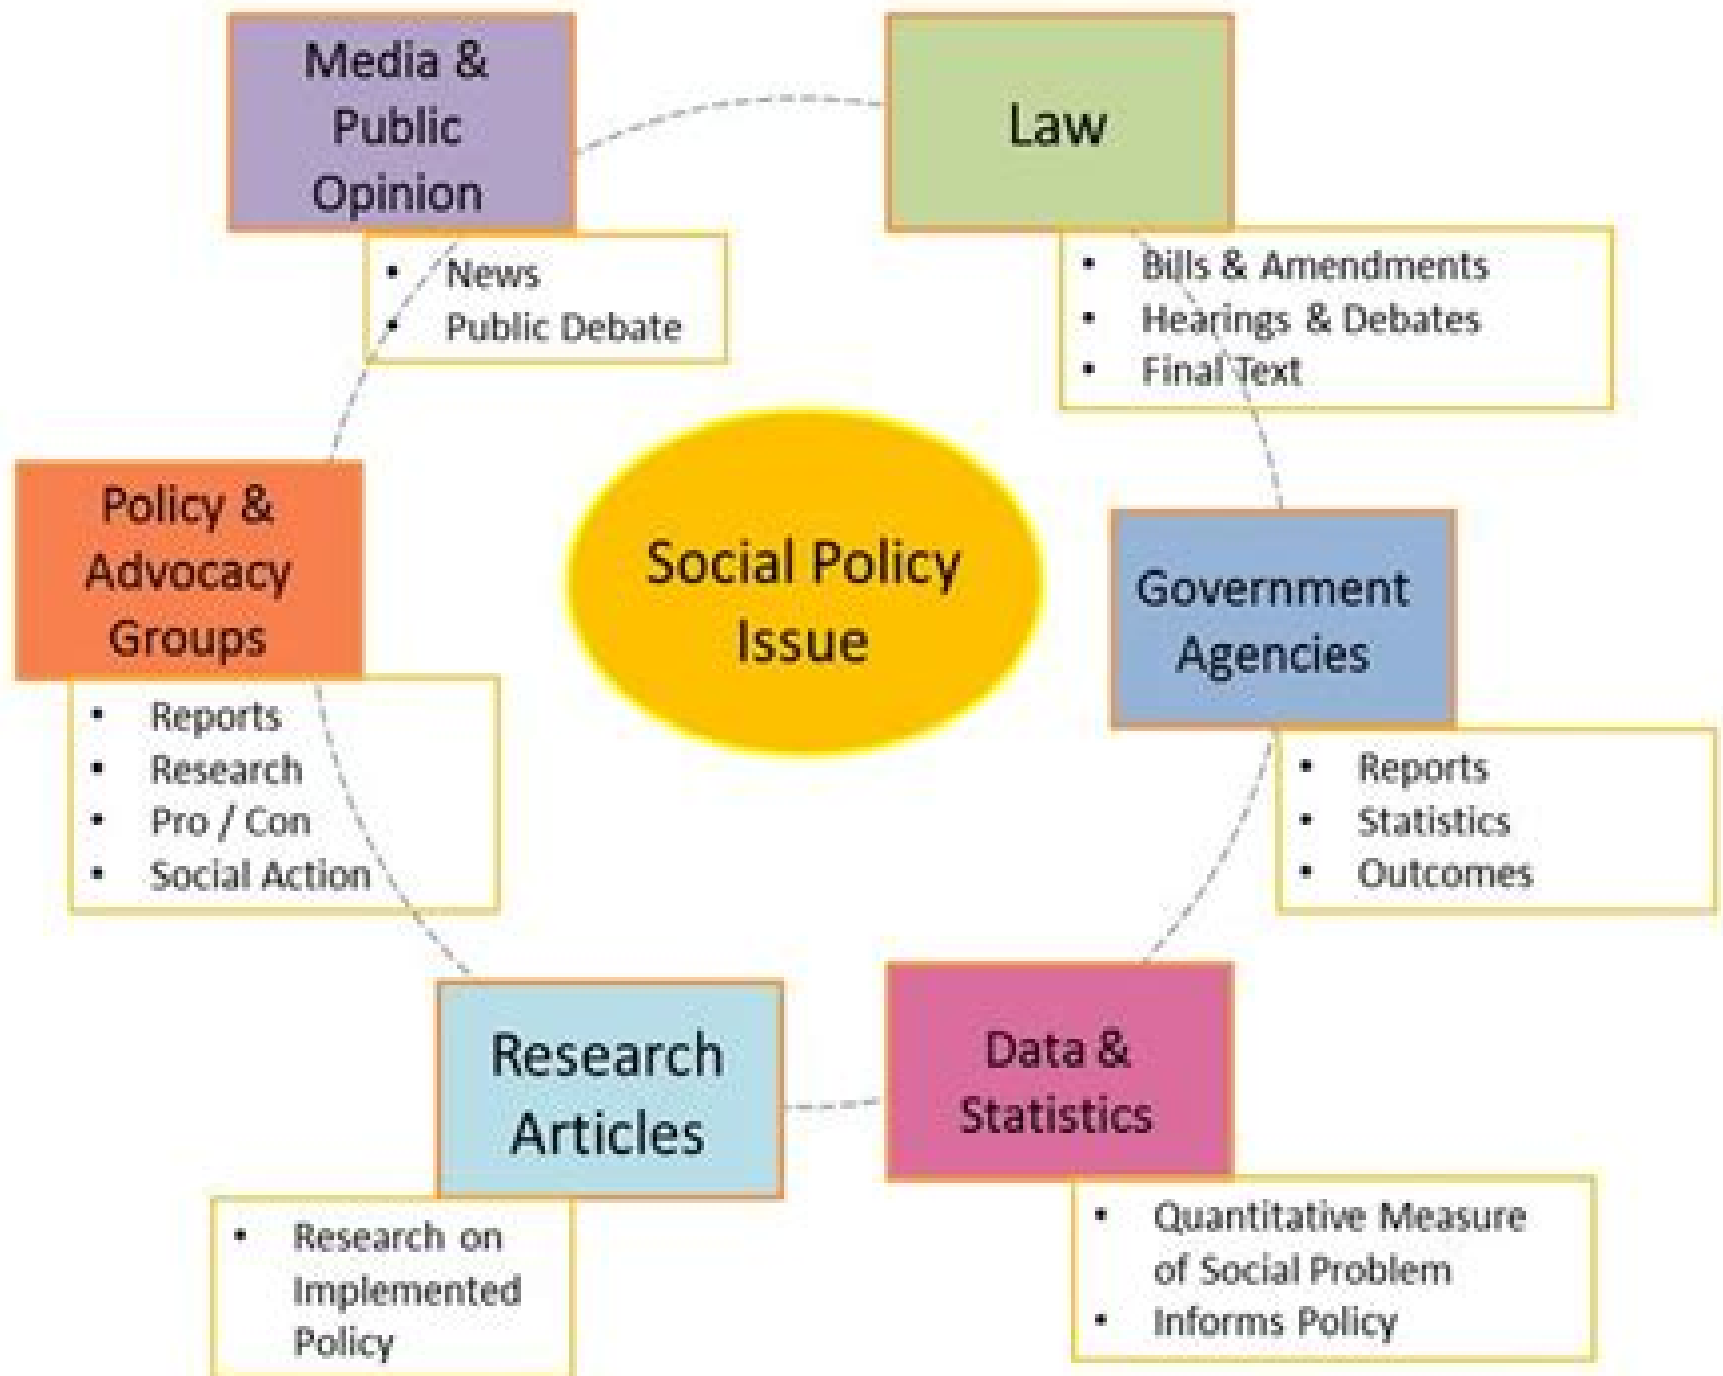 Media &
Public
Opinion
• News
• Public Debate
Law
• Bills & Amendments
• Hearings & Debates
• Final Text
Policy &
Advocacy
Groups
• Reports
• Research
• Pro / Con
• Social Action
Social Policy
Issue
Government
Agencies
• Reports
• Statistics
• Outcomes
Research
Articles
• Research on
Implemented
Policy
Data &
Statistics
• Quantitative Measure
of Social Problem
• Informs Policy